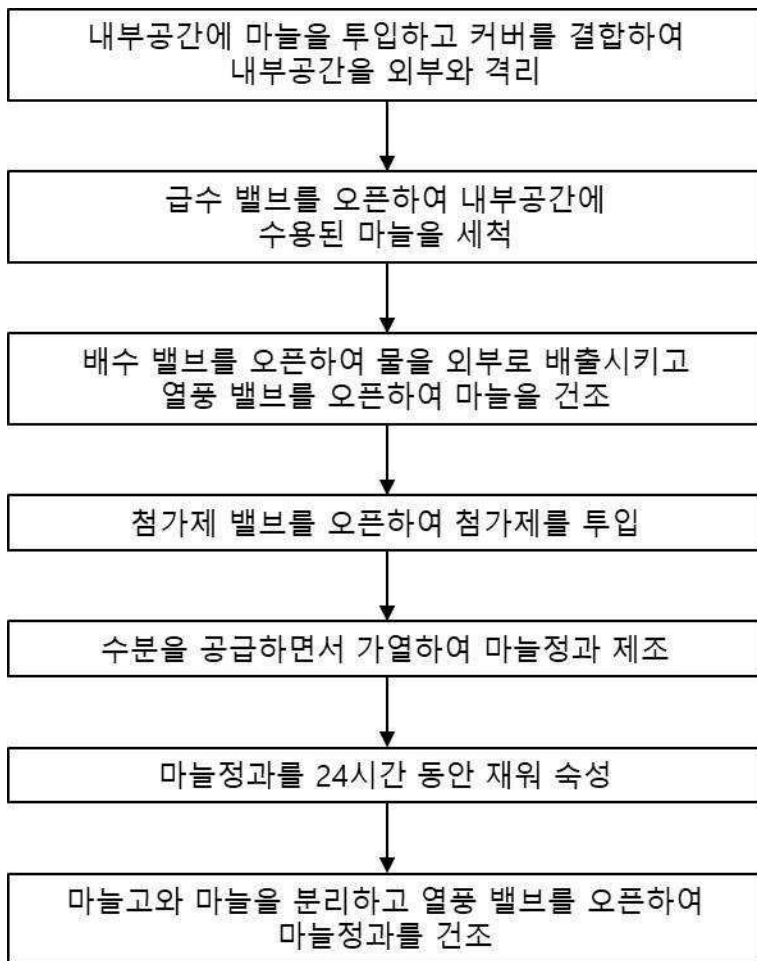 내부공간에 마늘을 투입하고 커버를 결합하여
내부공간을 외부와 격리
급수 밸브를 오픈하여 내부공간에
수용된 마늘을 세척
배수 밸브를 오픈하여 물을 외부로 배출시키고
열풍 밸브를 오픈하여 마늘을 건조
첨가제 밸브를 오픈하여 첨가제를 투입
수분을 공급하면서 가열하여 마늘정과 제조
마늘정과를 24시간 동안 재워 숙성
마늘고와 마늘을 분리하고 열풍 밸브를 오픈하여
마늘정과를 건조